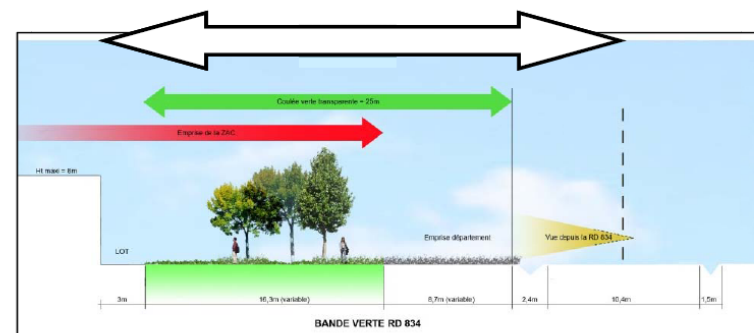 Coulée verte transparente = 25m
Emprise de la ZAC
Ht maxi = 8m
Emprise département
Vue depuis la RD 834
LOT
3m
16,3m (variable)
8,7m (variable)
2,4m
10,4m
1,5m
BANDE VERTE RD 834